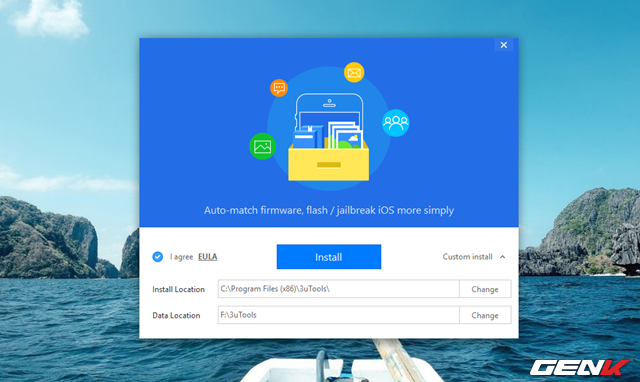 Auto-match firmware, flash / jailbreak iOS more simply
I agree EULA
Install
Custom install
Install Location
C:\Program Files (x86)\3uTools\
Change
Data Location
F:\3uTools
Change
GENK